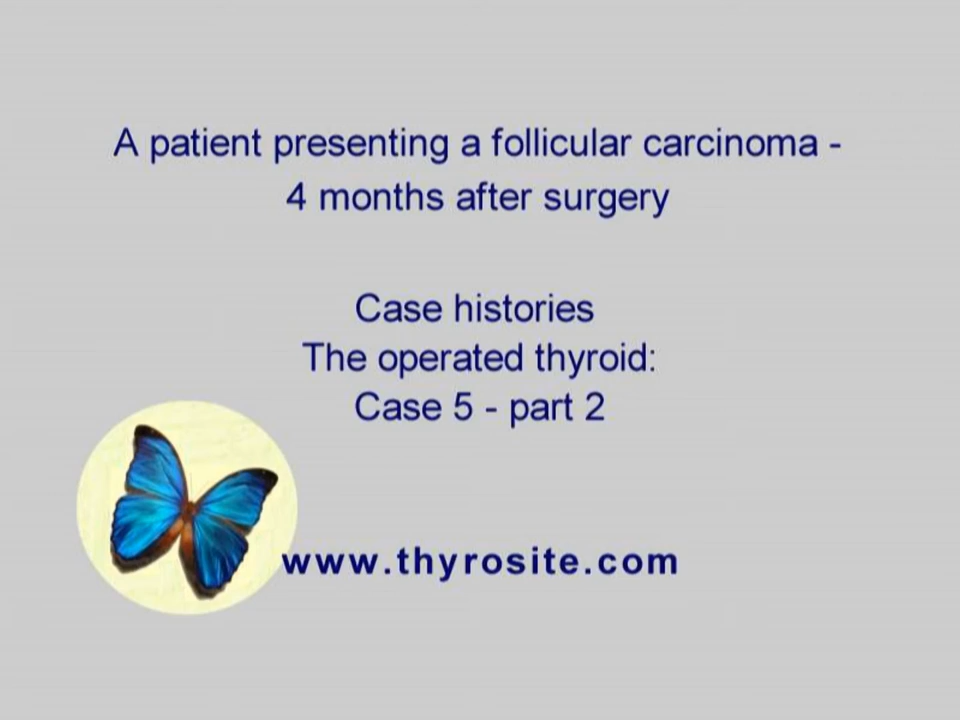 A patient presenting a follicular carcinoma -
4 months after surgery
Case histories
The operated thyroid:
Case 5 - part 2
www.thyrosite.com